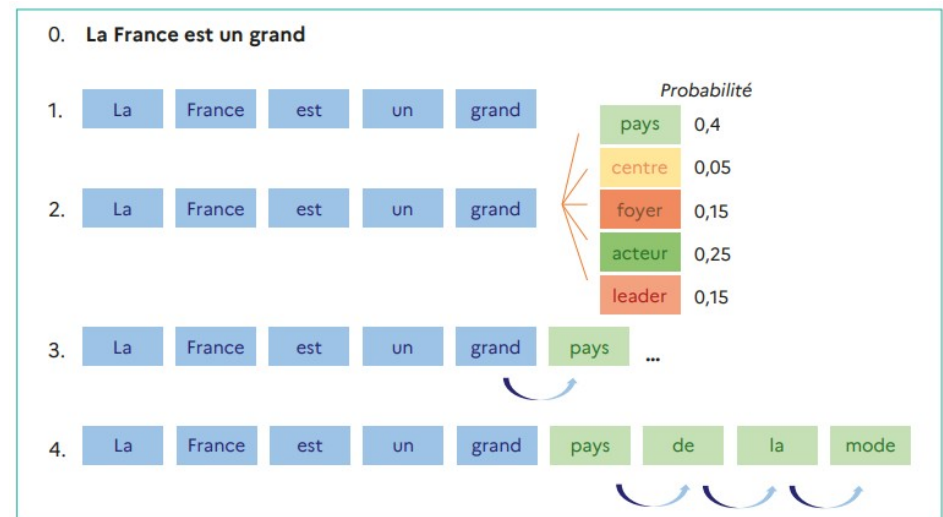 0. La France est un grand
Probabilité
1. La France est un grand
pays 0,4
centre 0,05
2. La France est un grand
foyer 0,15
acteur 0,25
leader 0,15
3. La France est un grand pays ...
4. La France est un grand pays de la mode